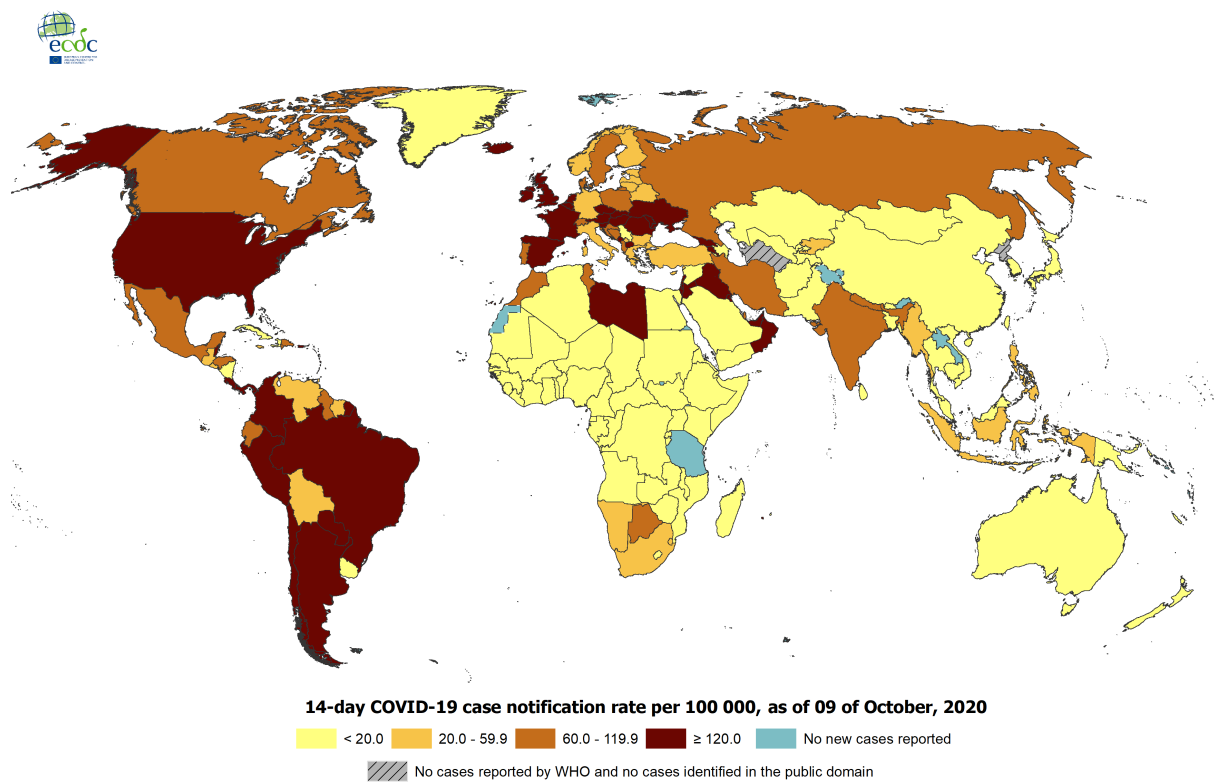 ecdc
14-day COVID-19 case notification rate per 100 000, as of 09 of October, 2020
< 20.0 20.0 - 59.9 60.0 - 119.9 ≥ 120.0 No new cases reported
No cases reported by WHO and no cases identified in the public domain